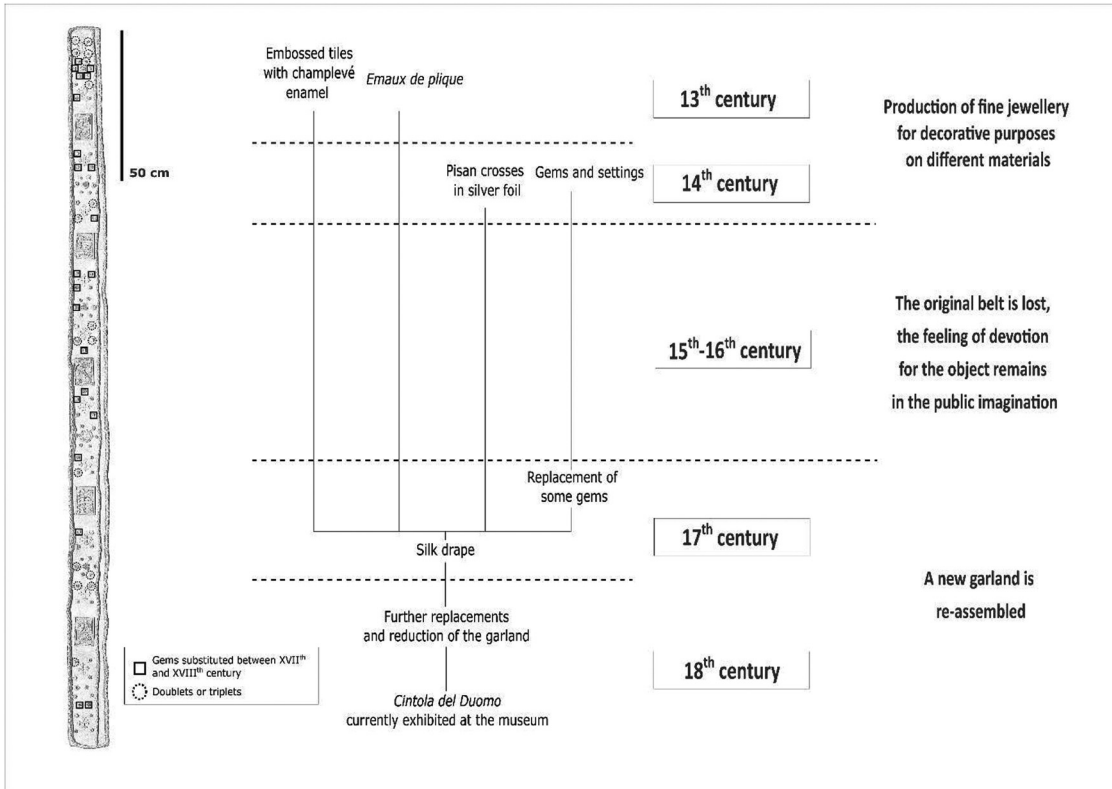 50 cm
Embossed tiles
with champlevé
enamel
Emaux de plique
13th century
Production of fine jewellery
for decorative purposes
on different materials
Pisan crosses
in silver foil
Gems and settings
14th century
15th-16th century
The original belt is lost,
the feeling of devotion
for the object remains
in the public imagination
Replacement of
some gems
17th century
Silk drape
A new garland is
re-assembled
Further replacements
and reduction of the garland
18th century
Cintola del Duomo
currently exhibited at the museum
Gems substituted between XVIIth
and XVIIIth century
Doublets or triplets